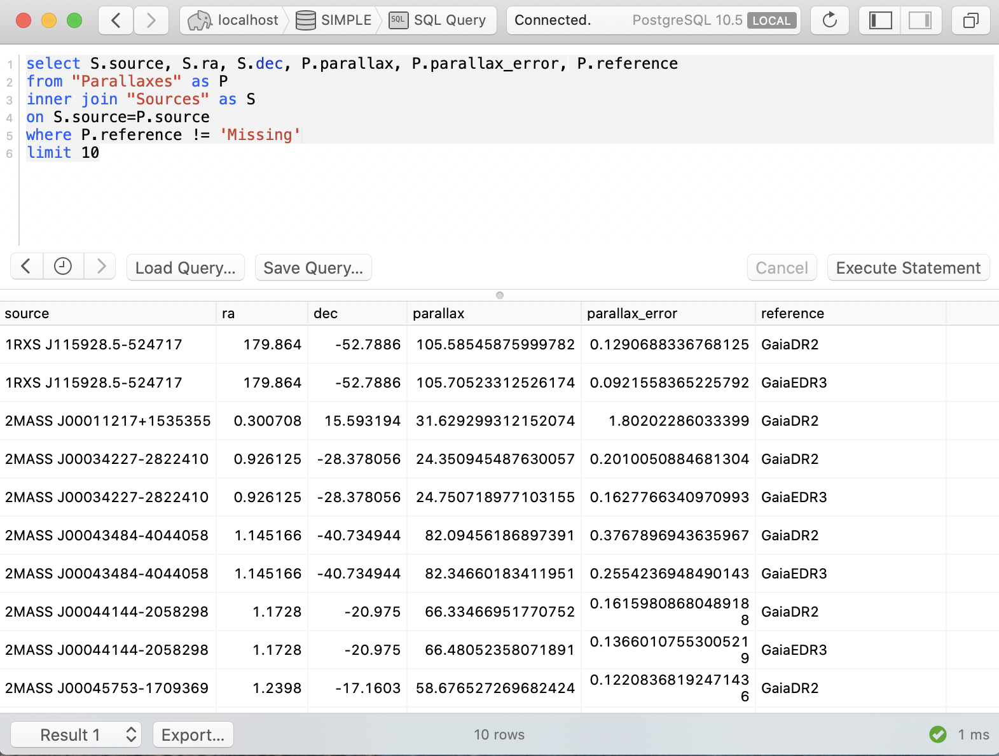 localhost SIMPLE SQL SQL Query Connected. PostgreSQL 10.5 LOCAL
1 select S.source, S.ra, S.dec, P.parallax, P.parallax_error, P.reference
2 from "Parallaxes" as P
3 inner join "Sources" as S
4 on S.source=P.source
5 where P.reference != 'Missing'
6 limit 10
Load Query... Save Query... Cancel Execute Statement
source ra dec parallax parallax_error reference
1RXS J115928.5-524717 179.864 -52.7886 105.58545875999782 0.1290688336768125 GaiaDR2
1RXS J115928.5-524717 179.864 -52.7886 105.70523312526174 0.0921558365225792 GaiaEDR3
2MASS J00011217+1535355 0.300708 15.593194 31.629299312152074 1.80202286033399 GaiaDR2
2MASS J00034227-2822410 0.926125 -28.378056 24.350945487630057 0.2010050884681304 GaiaDR2
2MASS J00034227-2822410 0.926125 -28.378056 24.750718977103155 0.1627766340970993 GaiaEDR3
2MASS J00043484-4044058 1.145166 -40.734944 82.09456186897391 0.3767896943635967 GaiaDR2
2MASS J00043484-4044058 1.145166 -40.734944 82.34660183411951 0.2554236948490143 GaiaEDR3
2MASS J00044144-2058298 1.1728 -20.975 66.33466951770752 0.16159808680489188 GaiaDR2
2MASS J00044144-2058298 1.1728 -20.975 66.48052358071891 0.13660107553005219 GaiaEDR3
2MASS J00045753-1709369 1.2398 -17.1603 58.676527269682424 0.12208368192471436 GaiaDR2
Result 1 Export... 10 rows 1 ms